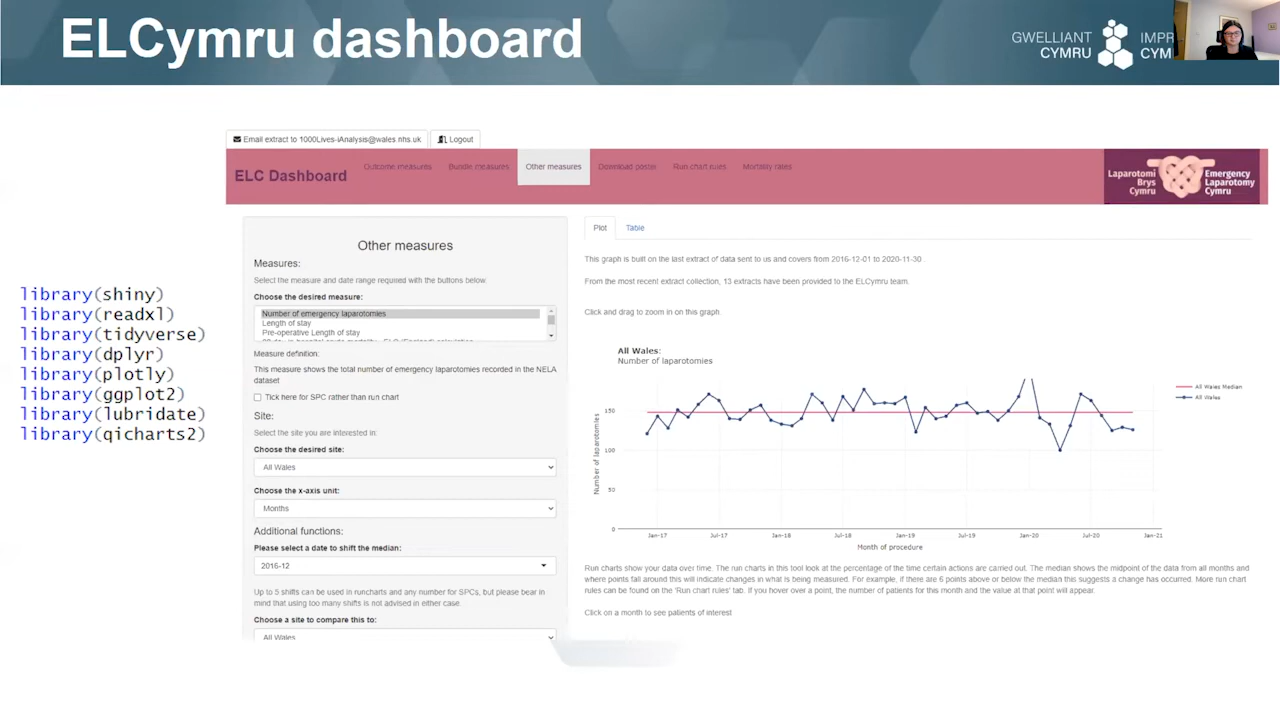 ELCymru dashboard
GWELLIANT
CYMRU
Email extract to 1000Lives-iAnalysis@wales.nhs.uk
Logout
ELC Dashboard
Outcome measures
Bundle measures
Other measures
Download poster
Run chart rules
Mortality rates
Laparotomi
Brys
Cymru
Emergency
Laparotomy
Cymru
library(shiny)
library(readxl)
library(tidyverse)
library(dplyr)
library(plotly)
library(ggplot2)
library(lubridate)
library(qicharts2)
Other measures
Measures:
Select the measure and date range required with the buttons below.
Choose the desired measure:
Number of emergency laparotomies
Length of stay
Pre-operative Length of stay
Measure definition:
This measure shows the total number of emergency laparotomies recorded in the NELA
dataset
Tick here for SPC rather than run chart
Site:
Select the site you are interested in:
Choose the desired site:
All Wales
Choose the x-axis unit:
Months
Additional functions:
Please select a date to shift the median:
2016-12
Up to 5 shifts can be used in runcharts and any number for SPCs, but please bear in
mind that using too many shifts is not advised in either case.
Choose a site to compare this to:
All Wales
Plot
Table
This graph is built on the last extract of data sent to us and covers from 2016-12-01 to 2020-11-30.
From the most recent extract collection, 13 extracts have been provided to the ELCymru team.
Click and drag to zoom in on this graph.
All Wales:
Number of laparotomies
All Wales Median
All Wales
Number of laparotomies
150
100
50
0
Jan-17
Jul-17
Jan-18
Jul-18
Jan-19
Jul-19
Jan-20
Jul-20
Jan-21
Month of procedure
Run charts show your data over time. The run charts in this tool look at the percentage of the time certain actions are carried out. The median shows the midpoint of the data from all months and
where points fall around this will indicate changes in what is being measured. For example, if there are 6 points above or below the median this suggests a change has occurred. More run chart
rules can be found on the 'Run chart rules' tab. If you hover over a point, the number of patients for this month and the value at that point will appear.
Click on a month to see patients of interest